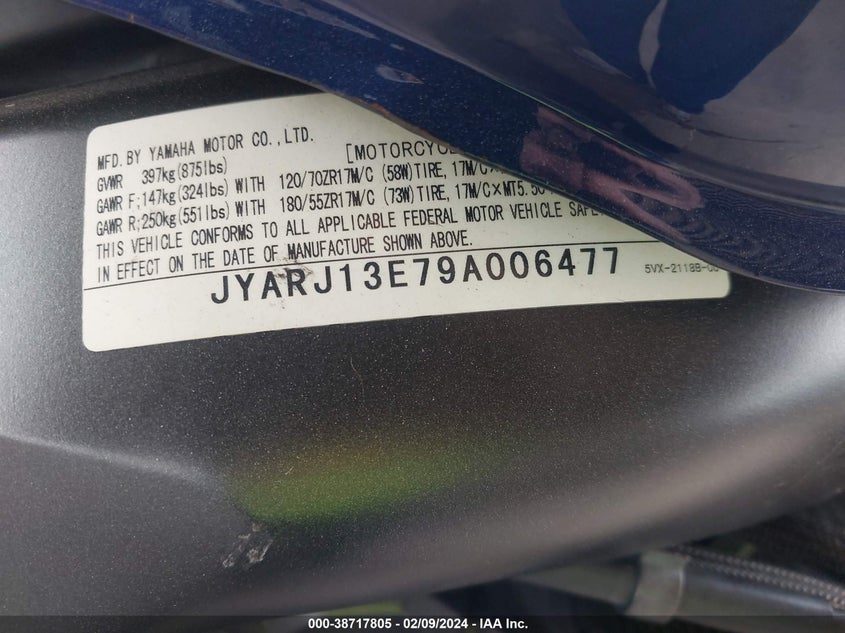 MFD. BY YAMAHA MOTOR CO., LTD.
[MOTORCYCLE
GVWR 397kg(875lbs)
GAWR F;147kg(324lbs)WITH 120/70ZR17M/C (58W)TIRE, 17M/C×
GAWR R;250kg(551lbs)WITH 180/55ZR17M/C (73W)TIRE, 17M/C×MT5.50
THIS VEHICLE CONFORMS TO ALL APPLICABLE FEDERAL MOTOR VEHICLE SAFE
IN EFFECT ON THE DATE OF MANUFACTURE SHOWN ABOVE.
JYARJ13E79A006477
5VX-2118B-
000-38717805 - 02/09/2024 - IAA Inc.